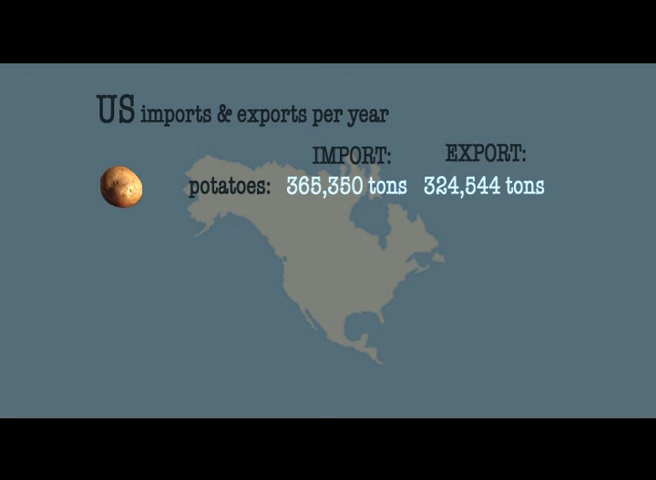 US imports & exports per year
IMPORT: EXPORT:
potatoes: 365,350 tons 324,544 tons